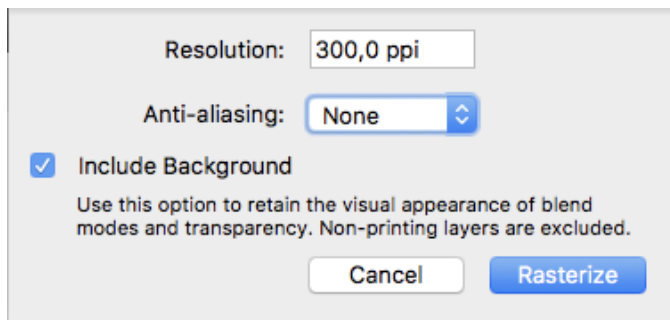 Resolution: 300,0 ppi
Anti-aliasing: None
Include Background
Use this option to retain the visual appearance of blend
modes and transparency. Non-printing layers are excluded.
Cancel Rasterize